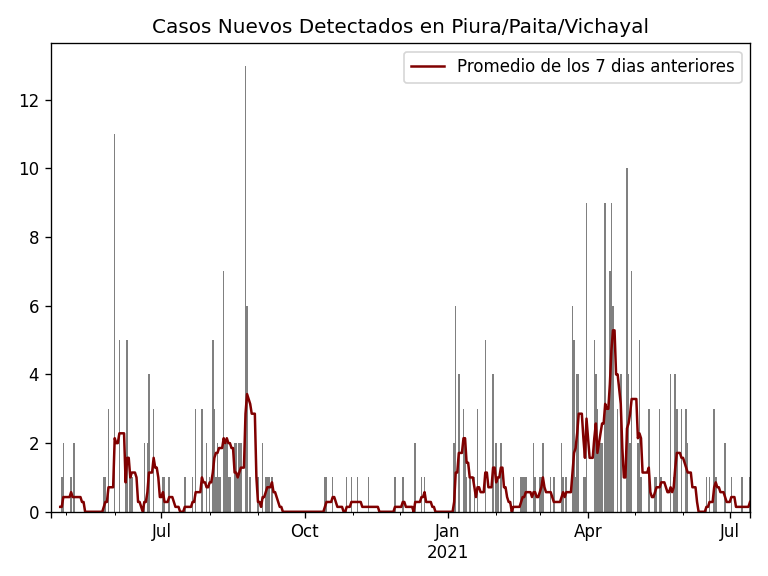 Casos Nuevos Detectados en Piura/Paita/Vichayal
Promedio de los 7 dias anteriores
12
10
8
6
4
2
0
Jul Oct Jan Apr Jul
2021